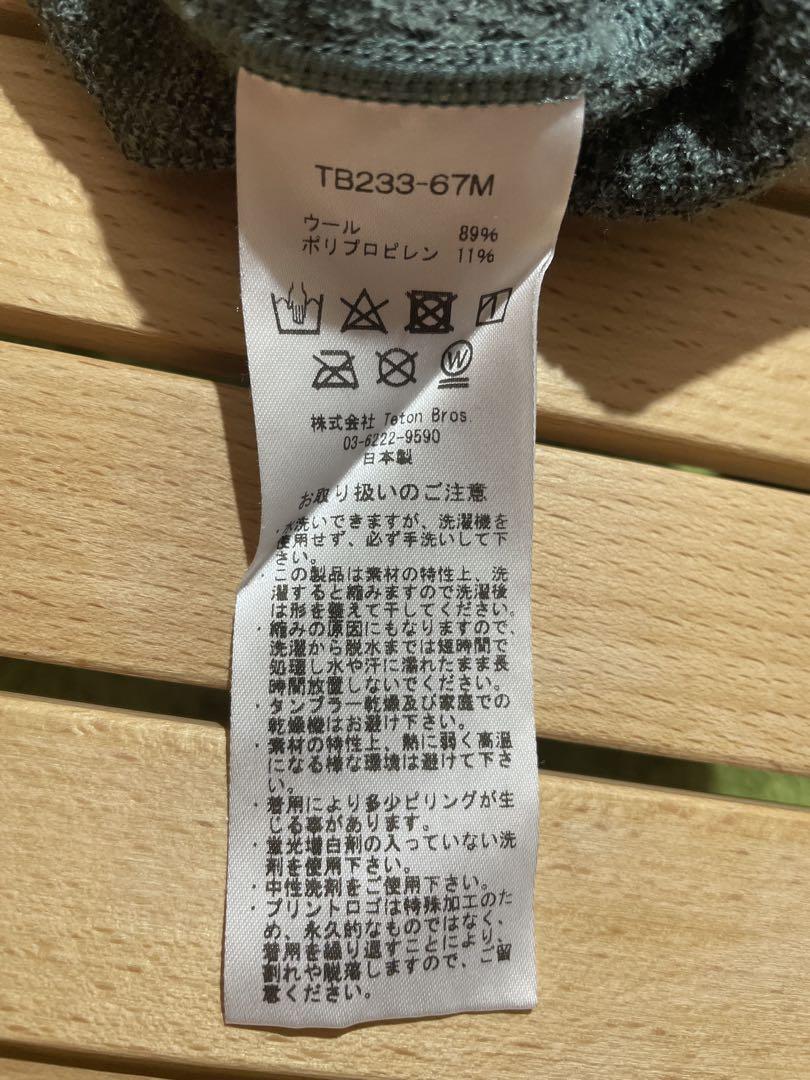 TB233-67M
ウール 89%
ポリプロピレン 11%
W
株式会社 Teton Bros.
03-6222-9590
日本製
お取り扱いのご注意
・水洗いできますが、洗濯機を
使用せず、必ず手洗いして下
さい。
・この製品は素材の特性上、洗
濯すると縮みますので洗濯後
は形を整えて干してください。
・縮みの原因にもなりますので、
洗濯から脱水までは短時間で
処理し水や汗に濡れたまま長
時間放置しないでください。
・タンブラー乾燥及び家庭での
乾燥機はお避け下さい。
・素材の特性上、熱に弱く高温
になる様な環境は避けて下さ
い。
・着用により多少ピリングが生
じる事があります。
・蛍光増白剤の入っていない洗
剤を使用下さい。
・中性洗剤をご使用下さい。
・プリントロゴは特殊加工のた
め、永久的なものではなく、
着用を繰り返すことにより、
割れや脱落しますので、ご留
意ください。